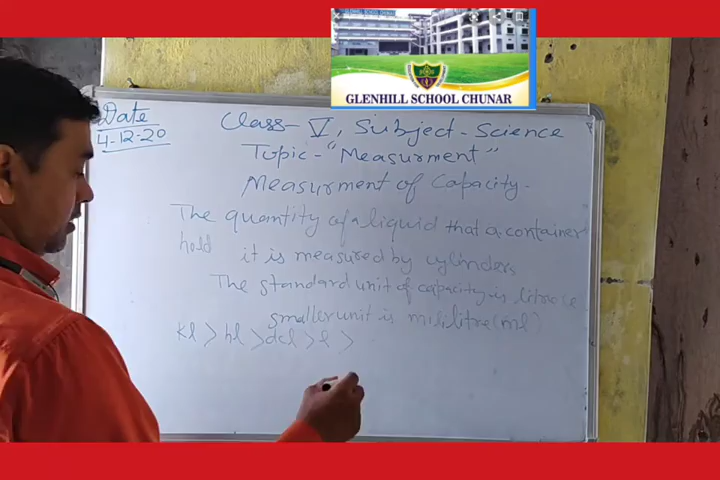 GLENHILL SCHOOL CHUNAR
Date
4-12-20
Class- V, Subject- Science
Topic- "Measurment"
Measurment of Capacity.
The quantity of a liquid that a container
hold it is measured by cylinders
The standard unit of capacity is litre (
smaller unit is mililitre (ml)
kl > hl > dcl > l >